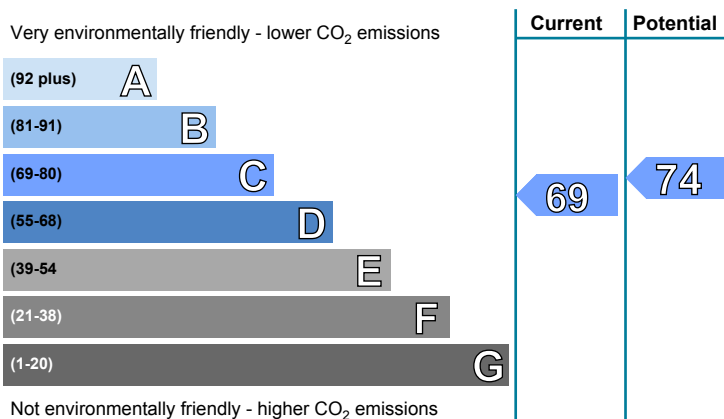 Current Potential
Very environmentally friendly - lower CO₂ emissions
(92 plus) A
(81-91) B
(69-80) C
(55-68) D
(39-54 E
(21-38) F
(1-20) G
69 74
Not environmentally friendly - higher CO₂ emissions